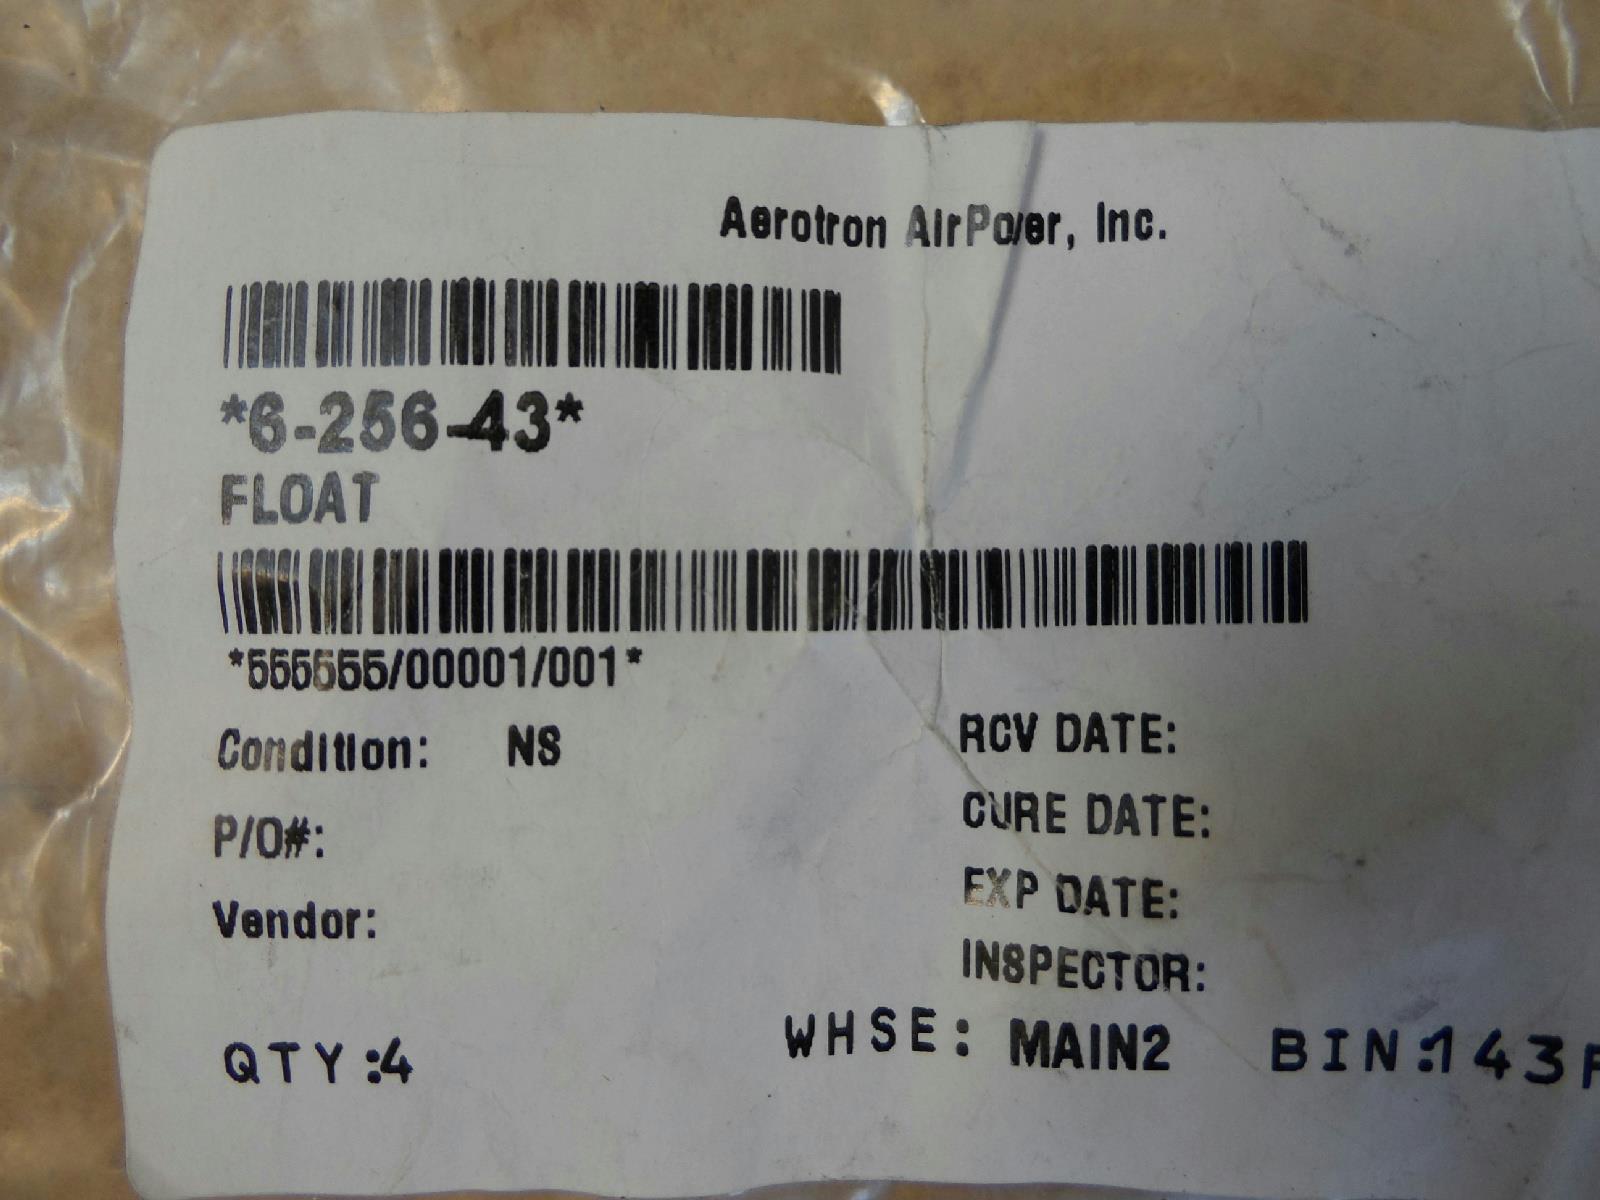 Aerotron AirPower, Inc.
*6-256-43*
FLOAT
*555555/00001/001*
Condition: NS
RCV DATE:
P/O#:
CURE DATE:
Vendor:
EXP DATE:
INSPECTOR:
QTY:4
WHSE: MAIN2 BIN:143F